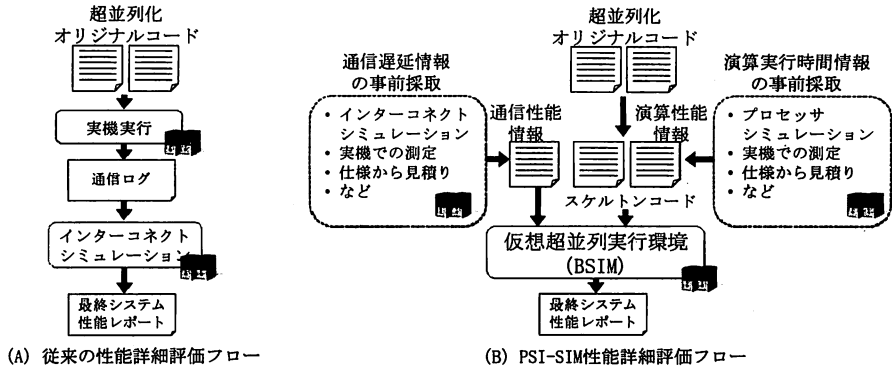 超並列化
オリジナルコード
実機実行
通信ログ
インターコネクト
シミュレーション
最終システム
性能レポート
(A) 従来の性能詳細評価フロー
超並列化
オリジナルコード
通信遅延情報
の事前採取
・インターコネクト
シミュレーション
・実機での測定
・仕様から見積り
・など
通信性能
情報
演算性能
情報
スケルトンコード
演算実行時間情報
の事前採取
・プロセッサ
シミュレーション
・実機での測定
・仕様から見積り
・など
仮想超並列実行環境
(BSIM)
最終システム
性能レポート
(B) PSI-SIM性能詳細評価フロー